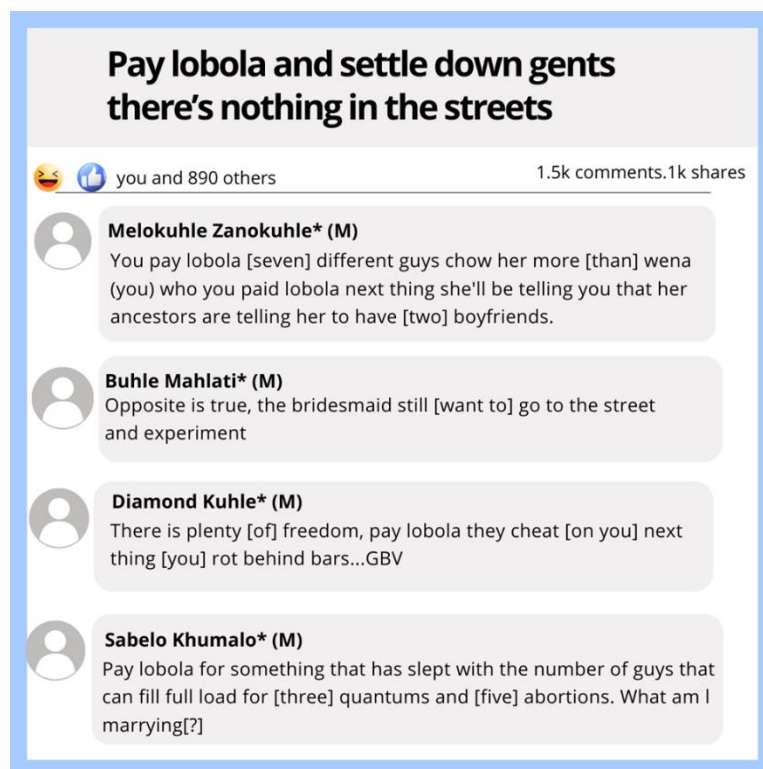 Pay lobola and settle down gents
there's nothing in the streets
you and 890 others
1.5k comments.1k shares
Melokuhle Zanokuhle* (M)
You pay lobola [seven] different guys chow her more [than] wena
(you) who you paid lobola next thing she'll be telling you that her
ancestors are telling her to have [two] boyfriends.
Buhle Mahlati* (M)
Opposite is true, the bridesmaid still [want to] go to the street
and experiment
Diamond Kuhle* (M)
There is plenty [of] freedom, pay lobola they cheat [on you] next
thing [you] rot behind bars...GBV
Sabelo Khumalo* (M)
Pay lobola for something that has slept with the number of guys that
can fill full load for [three] quantums and [five] abortions. What am l
marrying[?]